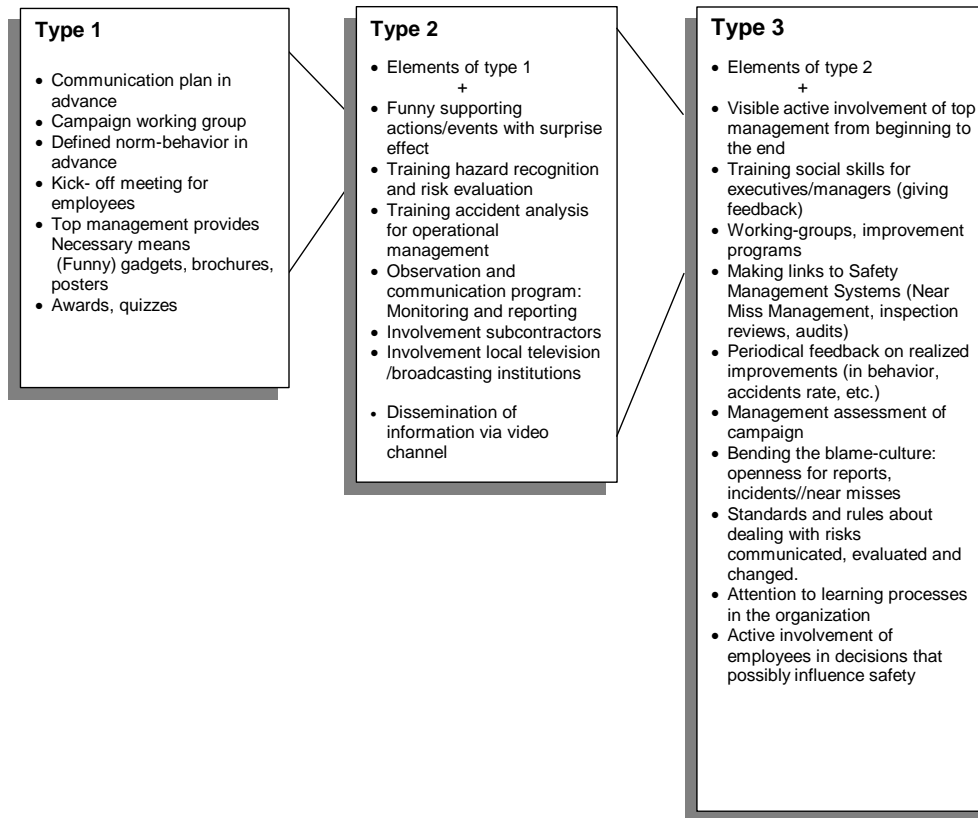 Type 1
• Communication plan in
advance
• Campaign working group
• Defined norm-behavior in
advance
• Kick- off meeting for
employees
• Top management provides
Necessary means
(Funny) gadgets, brochures,
posters
• Awards, quizzes
Type 2
• Elements of type 1
+
• Funny supporting
actions/events with surprise
effect
• Training hazard recognition
and risk evaluation
• Training accident analysis
for operational
management
• Observation and
communication program:
Monitoring and reporting
• Involvement subcontractors
• Involvement local television
/broadcasting institutions
• Dissemination of
information via video
channel
Type 3
• Elements of type 2
+
• Visible active involvement of top
management from beginning to
the end
• Training social skills for
executives/managers (giving
feedback)
• Working-groups, improvement
programs
• Making links to Safety
Management Systems (Near
Miss Management, inspection
reviews, audits)
• Periodical feedback on realized
improvements (in behavior,
accidents rate, etc.)
• Management assessment of
campaign
• Bending the blame-culture:
openness for reports,
incidents//near misses
• Standards and rules about
dealing with risks
communicated, evaluated and
changed.
• Attention to learning processes
in the organization
• Active involvement of
employees in decisions that
possibly influence safety